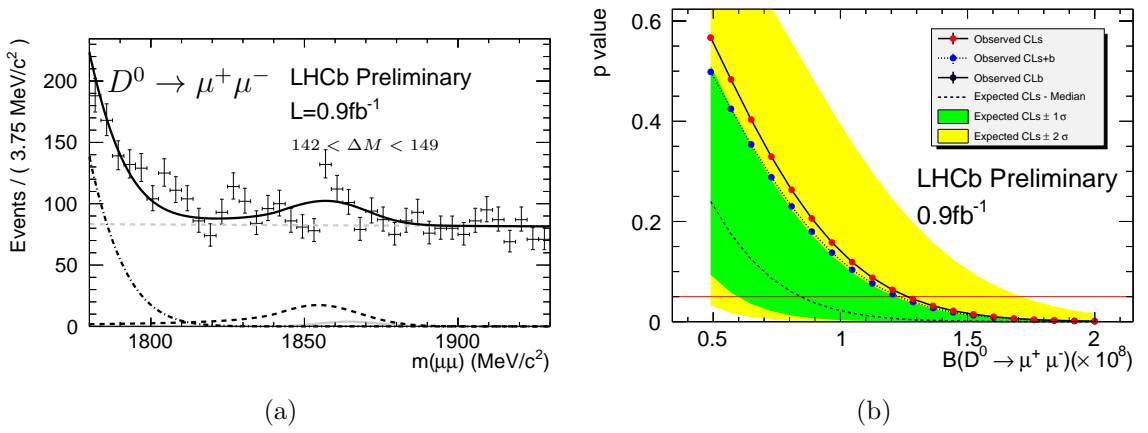 Events / ( 3.75 MeV/c²)
200
150
100
50
0
D⁰ → μ⁺μ⁻
LHCb Preliminary
L=0.9fb⁻¹
142 < ΔM < 149
1800
1850
1900
m(μμ) (MeV/c²)
(a)
p value
0.6
0.4
0.2
0
Observed CLs
Observed CLs+b
Observed CLb
Expected CLs - Median
Expected CLs ± 1σ
Expected CLs ± 2 σ
LHCb Preliminary
0.9fb⁻¹
0.5
1
1.5
2
B(D⁰ → μ⁺ μ⁻)(× 10⁸)
(b)